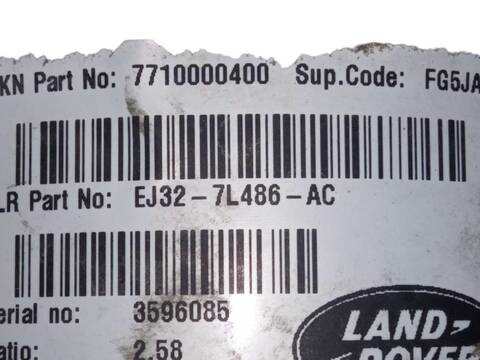 KN Part No: 7710000400 Sup.Code: FG5JA
LR Part No: EJ32-7L486-AC
erial no: 3596085
atio: 2.58
LAND-
ROVER